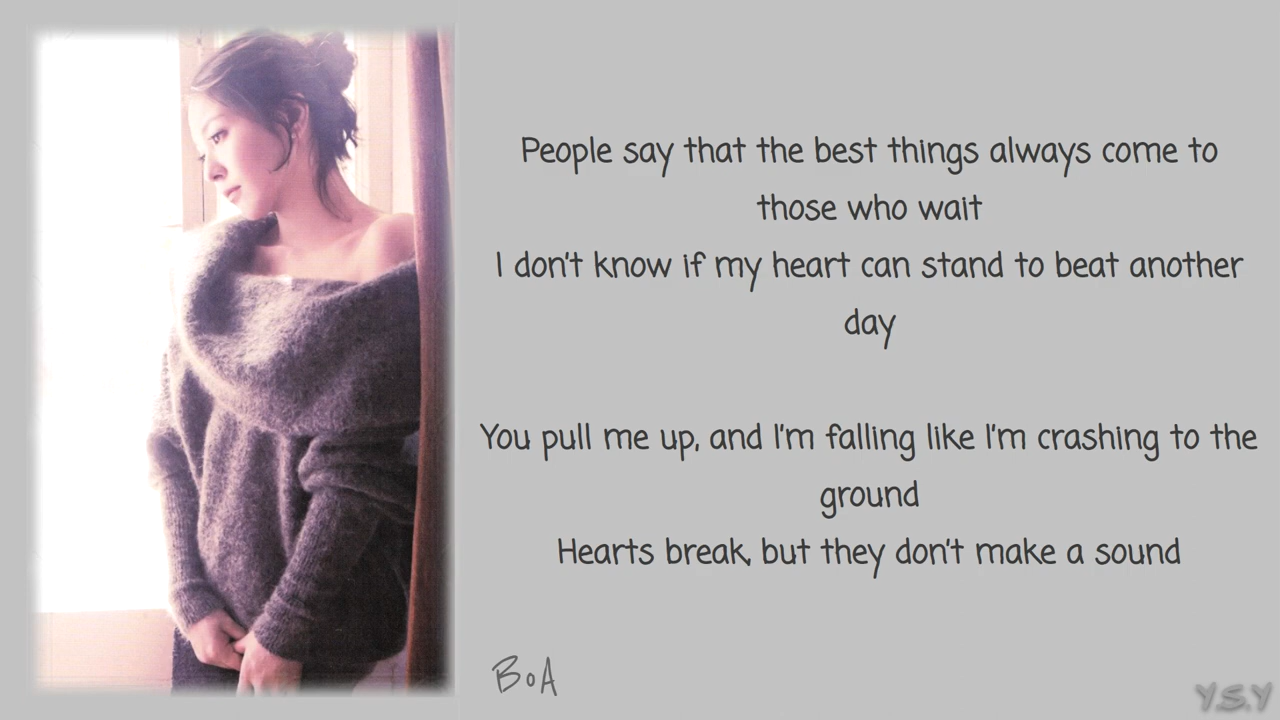 People say that the best things always come to
those who wait
I don't know if my heart can stand to beat another
day
You pull me up, and I'm falling like I'm crashing to the
ground
Hearts break, but they don't make a sound
BoA
Y.S.Y